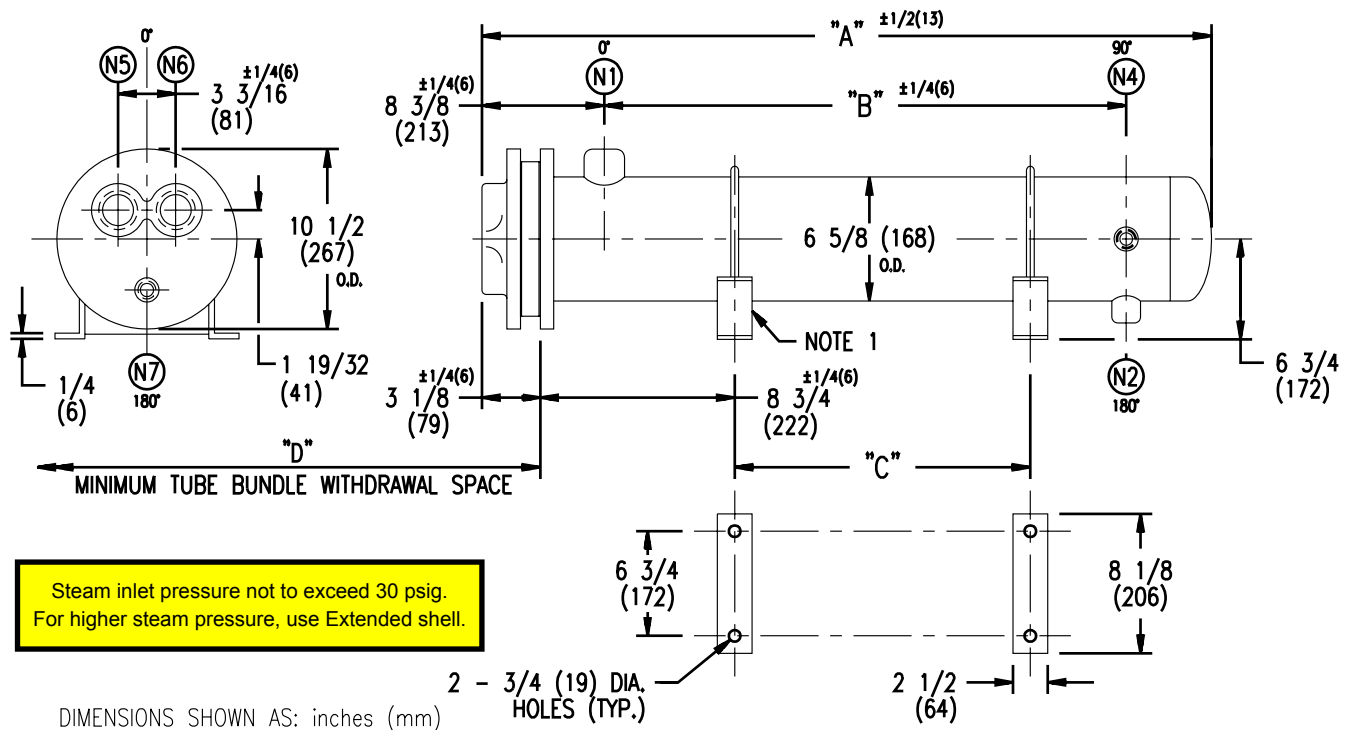 0°
N5
N6
±1/4(6)
3 3/16
(81)
10 1/2
(267)
O.D.
1 19/32
(41)
1/4
(6)
N7
180°
"A" ±1/2(13)
0°
N1
90°
N4
±1/4(6)
8 3/8
(213)
"B" ±1/4(6)
6 5/8 (168)
O.D.
NOTE 1
6 3/4
(172)
N2
180°
±1/4(6)
3 1/8
(79)
±1/4(6)
8 3/4
(222)
"D"
MINIMUM TUBE BUNDLE WITHDRAWAL SPACE
"C"
6 3/4
(172)
8 1/8
(206)
2 - 3/4 (19) DIA.
HOLES (TYP.)
2 1/2
(64)
Steam inlet pressure not to exceed 30 psig.
For higher steam pressure, use Extended shell.
DIMENSIONS SHOWN AS: inches (mm)